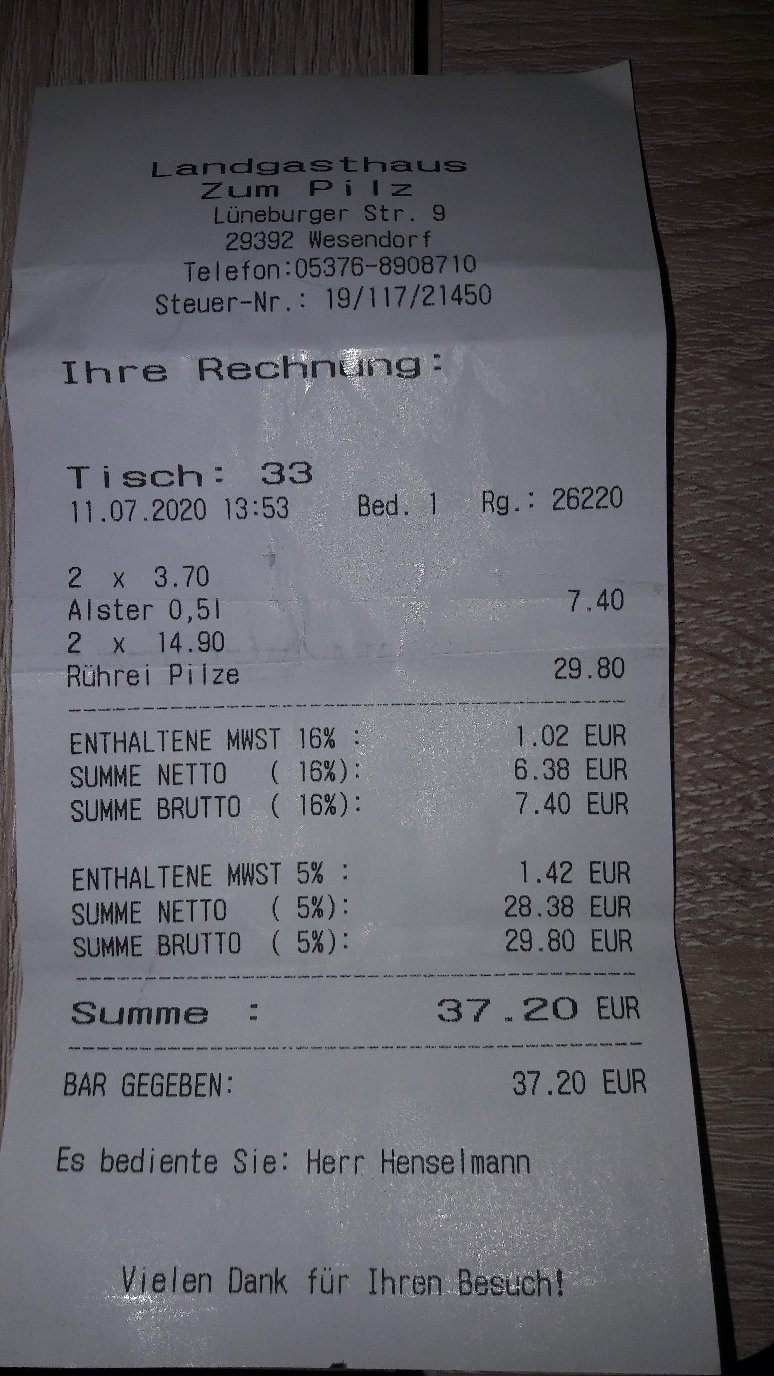 Landgasthaus
Zum Pilz
Lüneburger Str. 9
29392 Wesendorf
Telefon:05376-8908710
Steuer-Nr.: 19/117/21450
Ihre Rechnung:
Tisch: 33
11.07.2020 13:53 Bed. 1 Rg.: 26220
2 x 3.70
Alster 0,5l 7.40
2 x 14.90
Rührei Pilze 29.80
ENTHALTENE MWST 16% : 1.02 EUR
SUMME NETTO ( 16%): 6.38 EUR
SUMME BRUTTO ( 16%): 7.40 EUR
ENTHALTENE MWST 5% : 1.42 EUR
SUMME NETTO ( 5%): 28.38 EUR
SUMME BRUTTO ( 5%): 29.80 EUR
Summe : 37.20 EUR
BAR GEGEBEN: 37.20 EUR
Es bediente Sie: Herr Henselmann
Vielen Dank für Ihren Besuch!